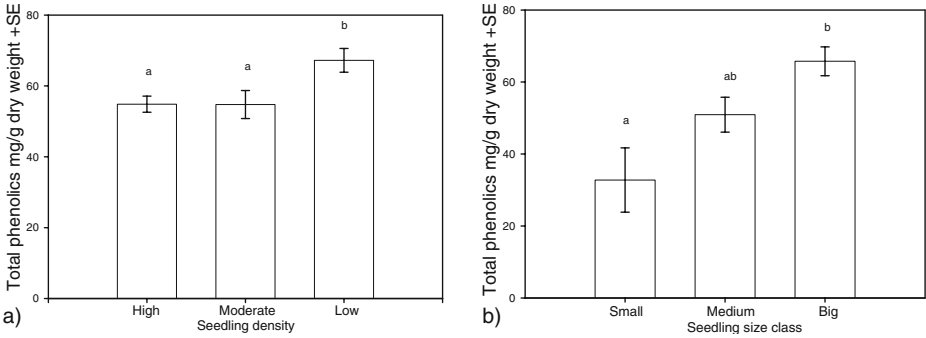 Total phenolics mg/g dry weight +SE
80
60
40
20
0
a
a
b
High Moderate Low
Seedling density
a)
Total phenolics mg/g dry weight +SE
80
60
40
20
0
a
ab
b
Small Medium Big
Seedling size class
b)